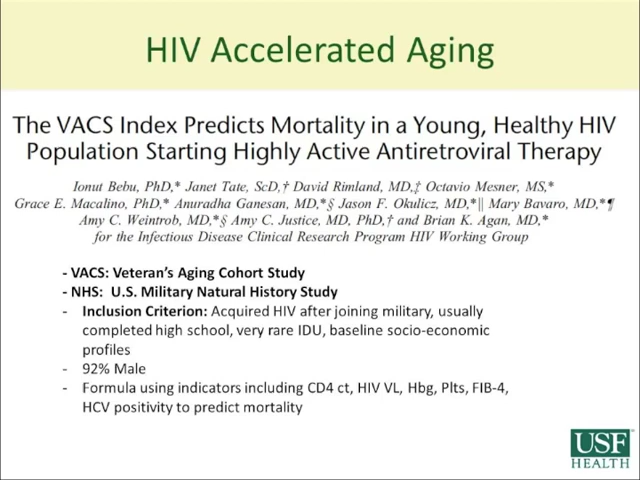 HIV Accelerated Aging
The VACS Index Predicts Mortality in a Young, Healthy HIV
Population Starting Highly Active Antiretroviral Therapy
Ionut Bebu, PhD,* Janet Tate, ScD,† David Rimland, MD,‡ Octavio Mesner, MS,*
Grace E. Macalino, PhD,* Anuradha Ganesan, MD,*§ Jason F. Okulicz, MD,*∥ Mary Bavaro, MD,*¶
Amy C. Weintrob, MD,*§ Amy C. Justice, MD, PhD,† and Brian K. Agan, MD,*
for the Infectious Disease Clinical Research Program HIV Working Group
- VACS: Veteran's Aging Cohort Study
- NHS: U.S. Military Natural History Study
- Inclusion Criterion: Acquired HIV after joining military, usually
completed high school, very rare IDU, baseline socio-economic
profiles
- 92% Male
- Formula using indicators including CD4 ct, HIV VL, Hbg, Plts, FIB-4,
HCV positivity to predict mortality
USF
HEALTH